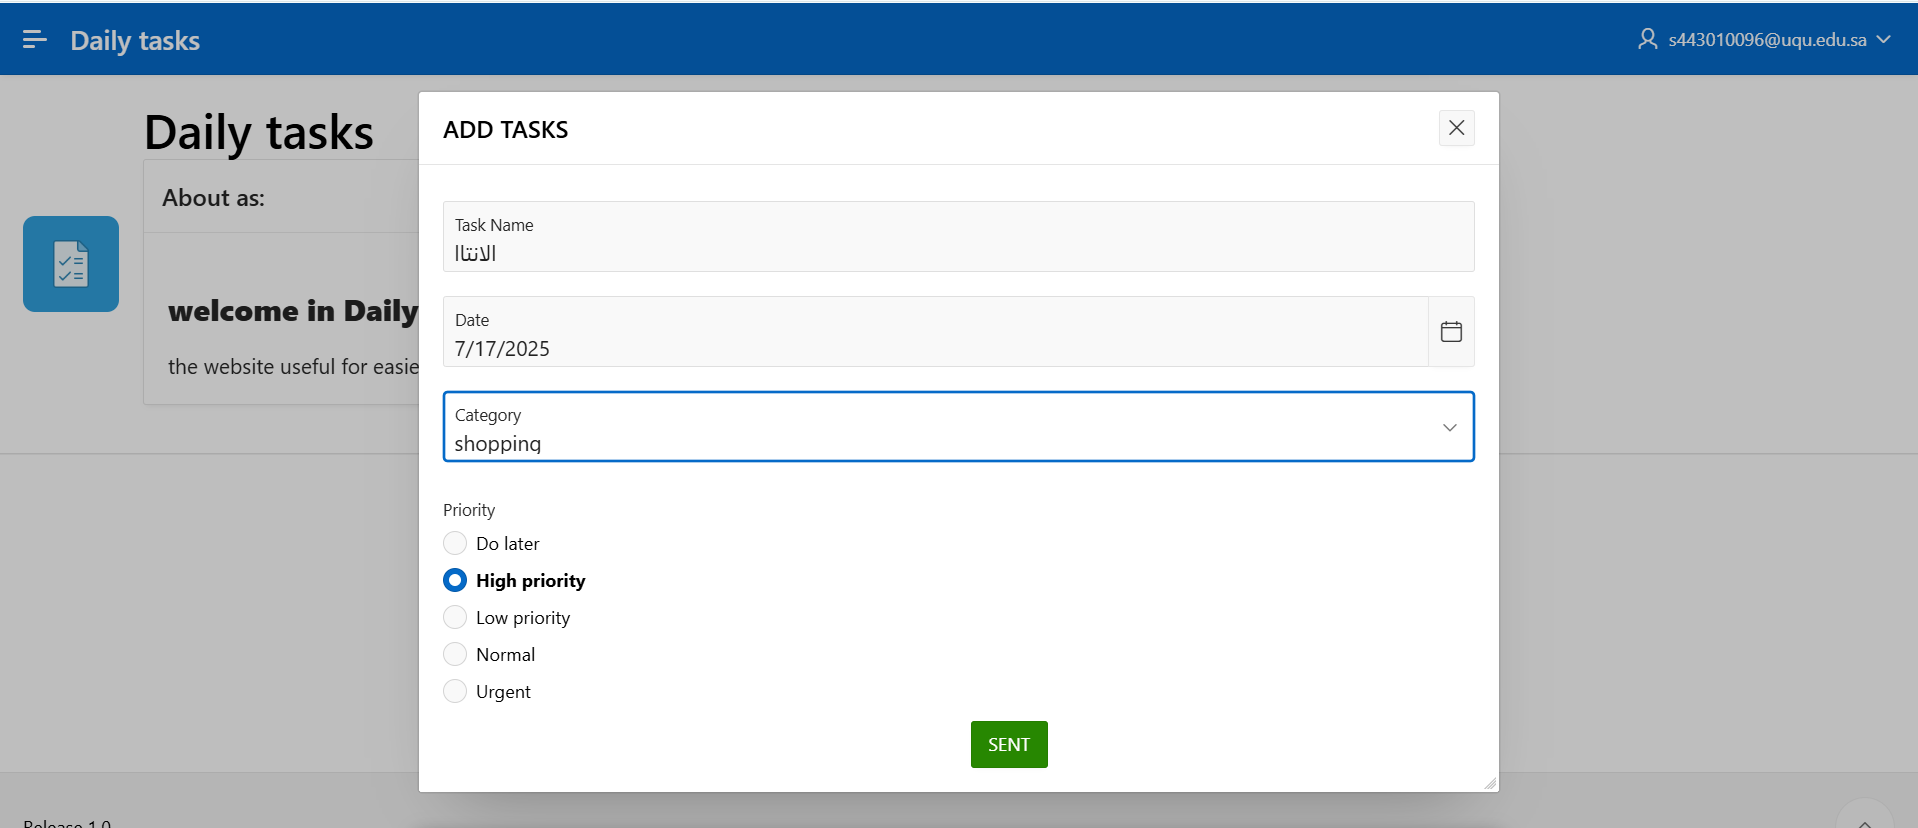 Daily tasks
s443010096@uqu.edu.sa
Daily tasks
About as:
welcome in Daily
the website useful for easie
ADD TASKS
Task Name
الانتاا
Date
7/17/2025
Category
shopping
Priority
Do later
High priority
Low priority
Normal
Urgent
SENT
Release 1.0